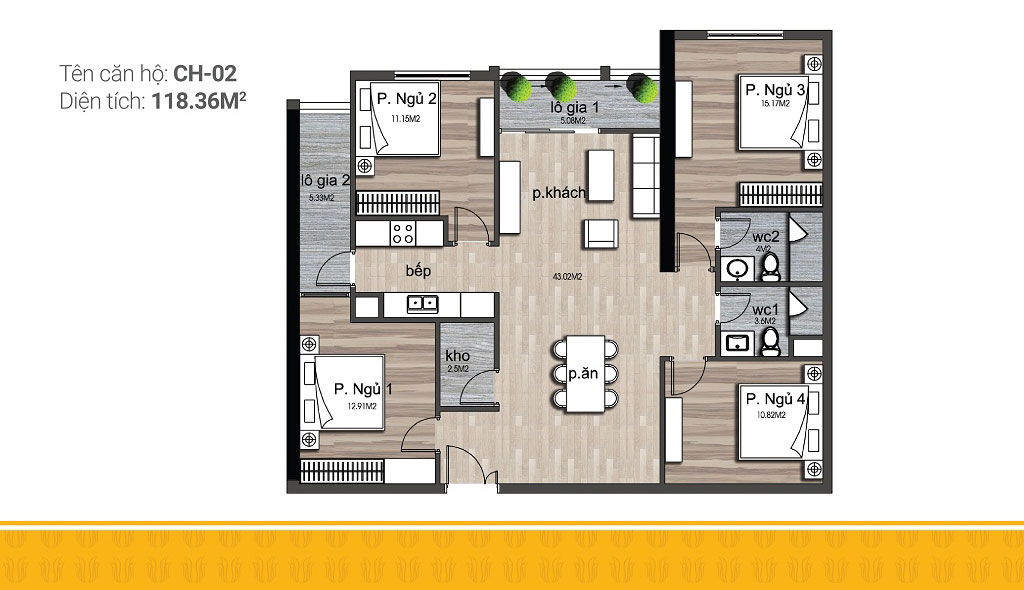 Tên căn hộ: CH-02
Diện tích: 118.36M²
P. Ngủ 2
11.15M2
lô gia 1
5.08M2
P. Ngủ 3
15.17M2
lô gia 2
5.33M2
p.khách
wc2
4M2
bếp
43.02M2
wc1
3.6M2
kho
2.5M2
p.ăn
P. Ngủ 1
12.91M2
P. Ngủ 4
10.82M2